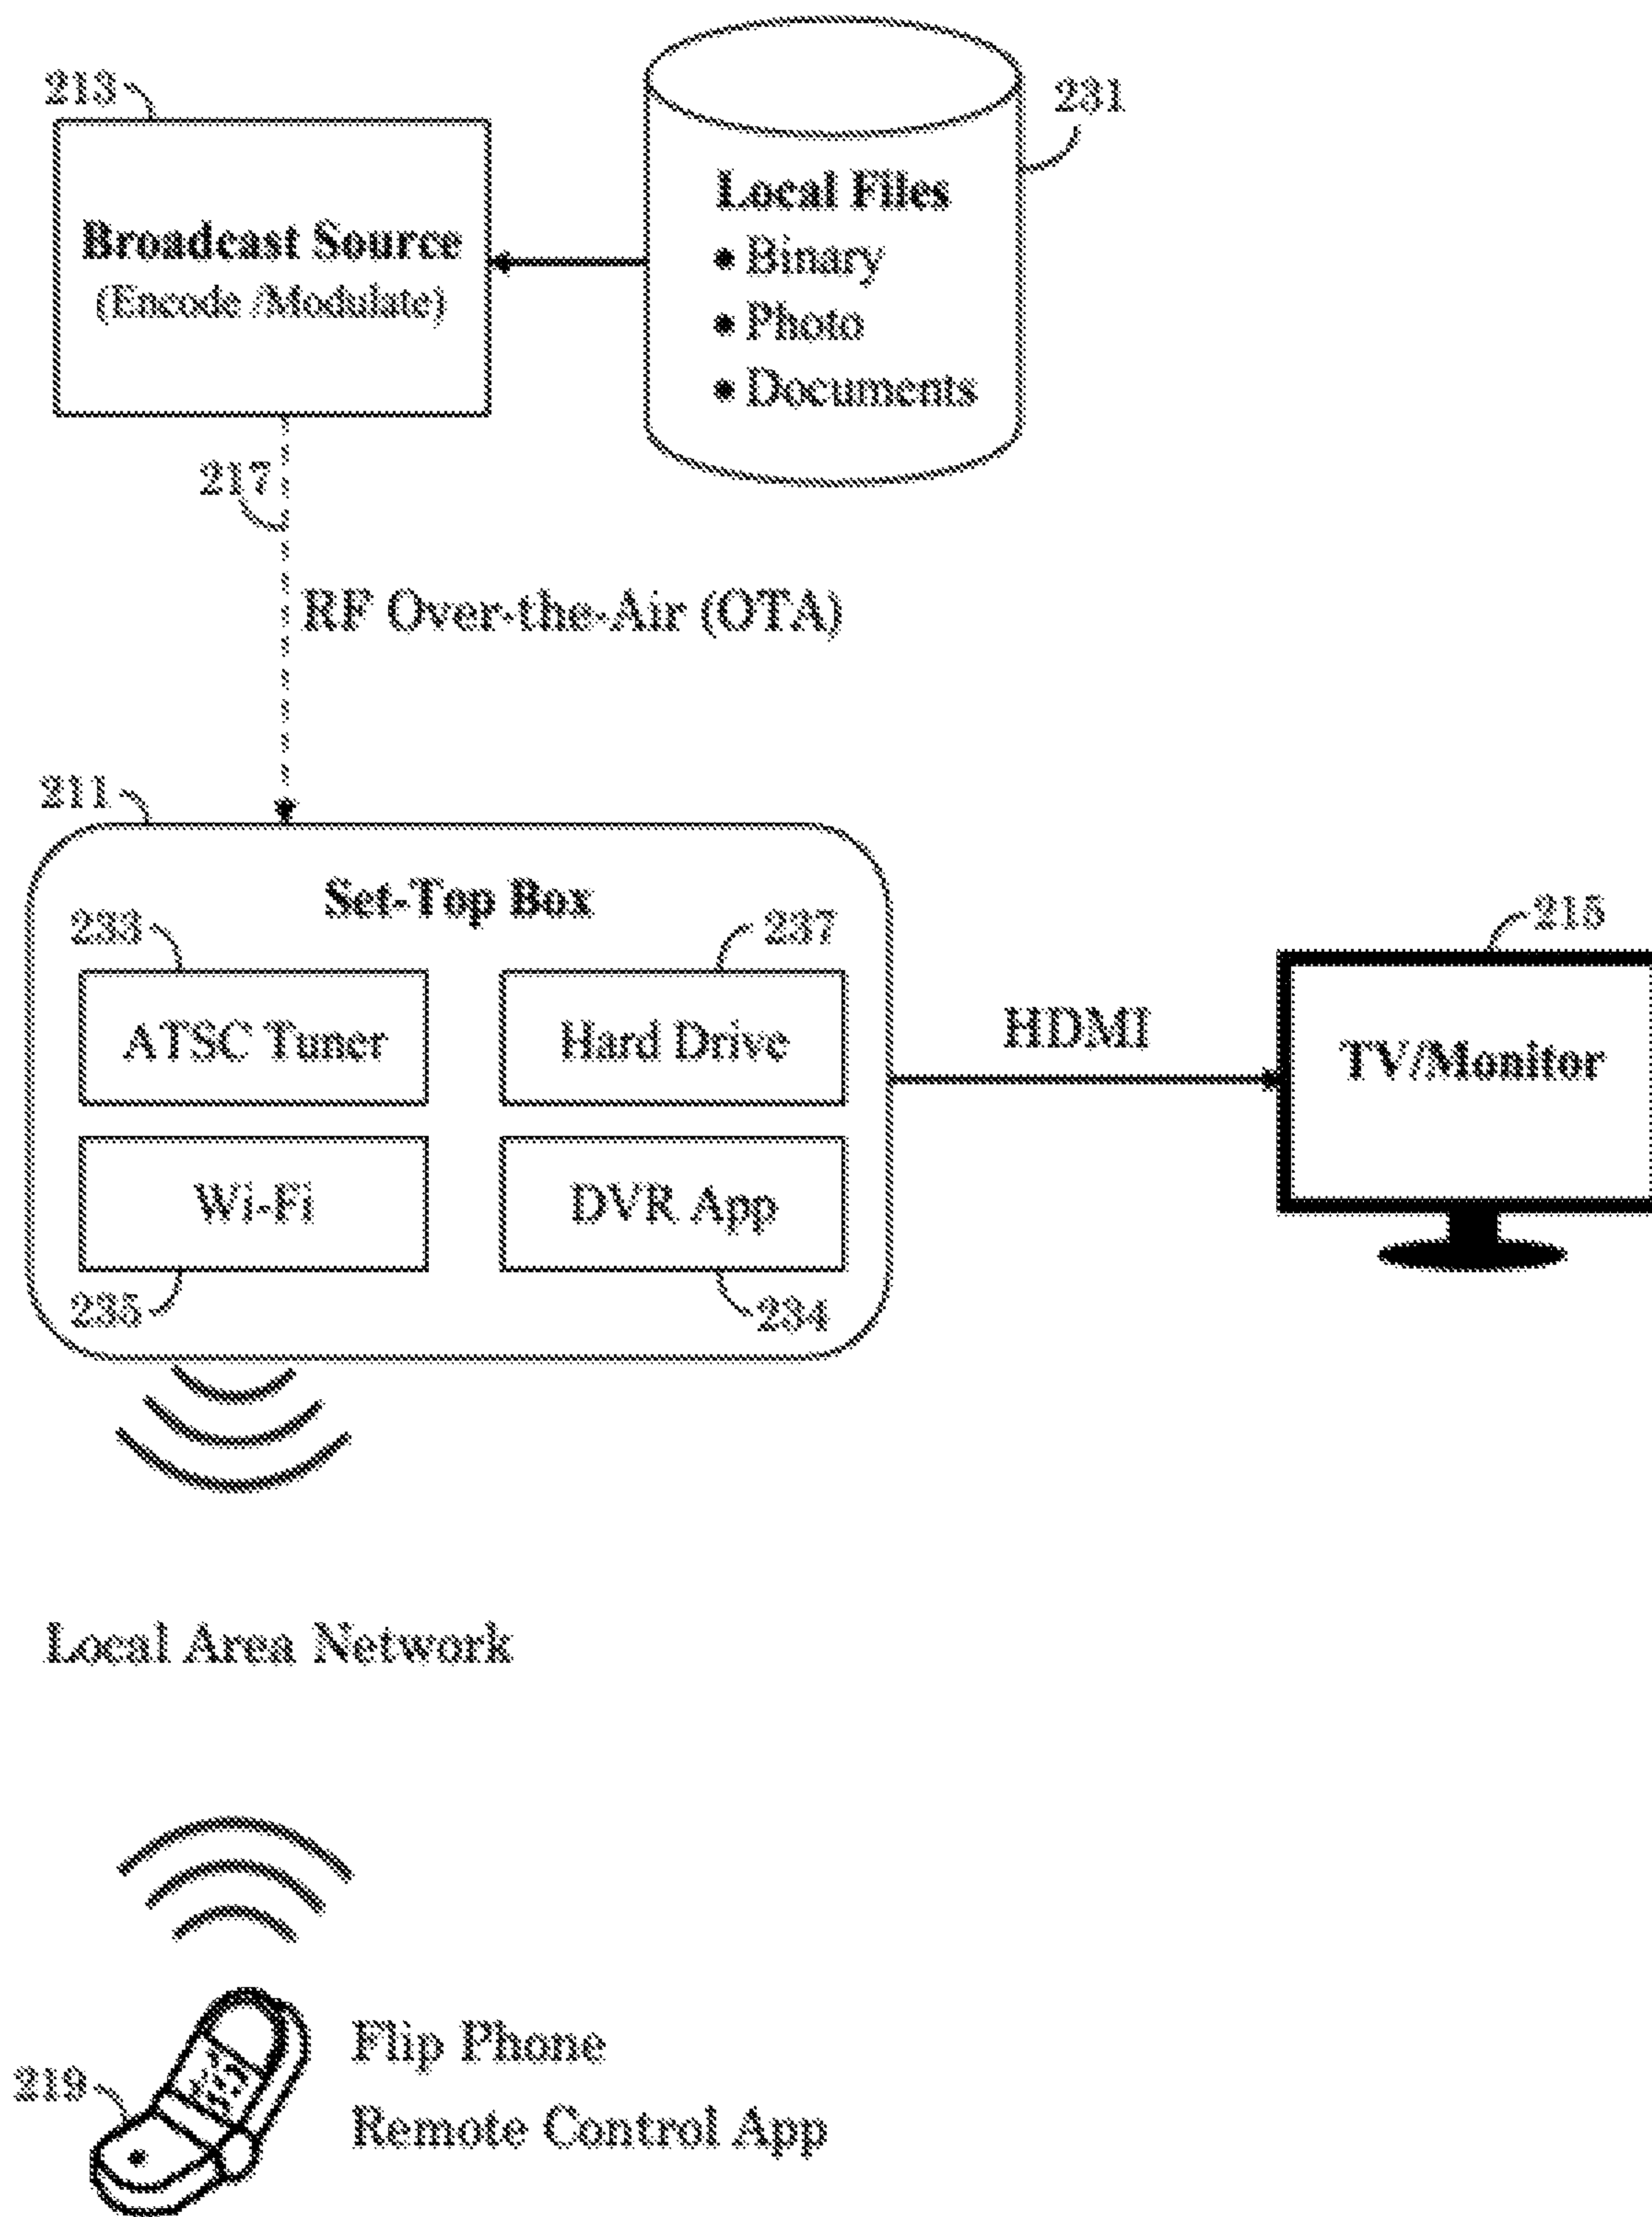 213
231
Local Files
• Binary
• Photo
• Documents
Broadcast Source
(Encode /Modulate)
217
RF Over-the-Air (OTA)
211
Set-Top Box
233
237
215
ATSC Tuner
Hard Drive
HDMI
TV/Monitor
Wi-Fi
DVR App
235
234
Local Area Network
219
Flip Phone
Remote Control App